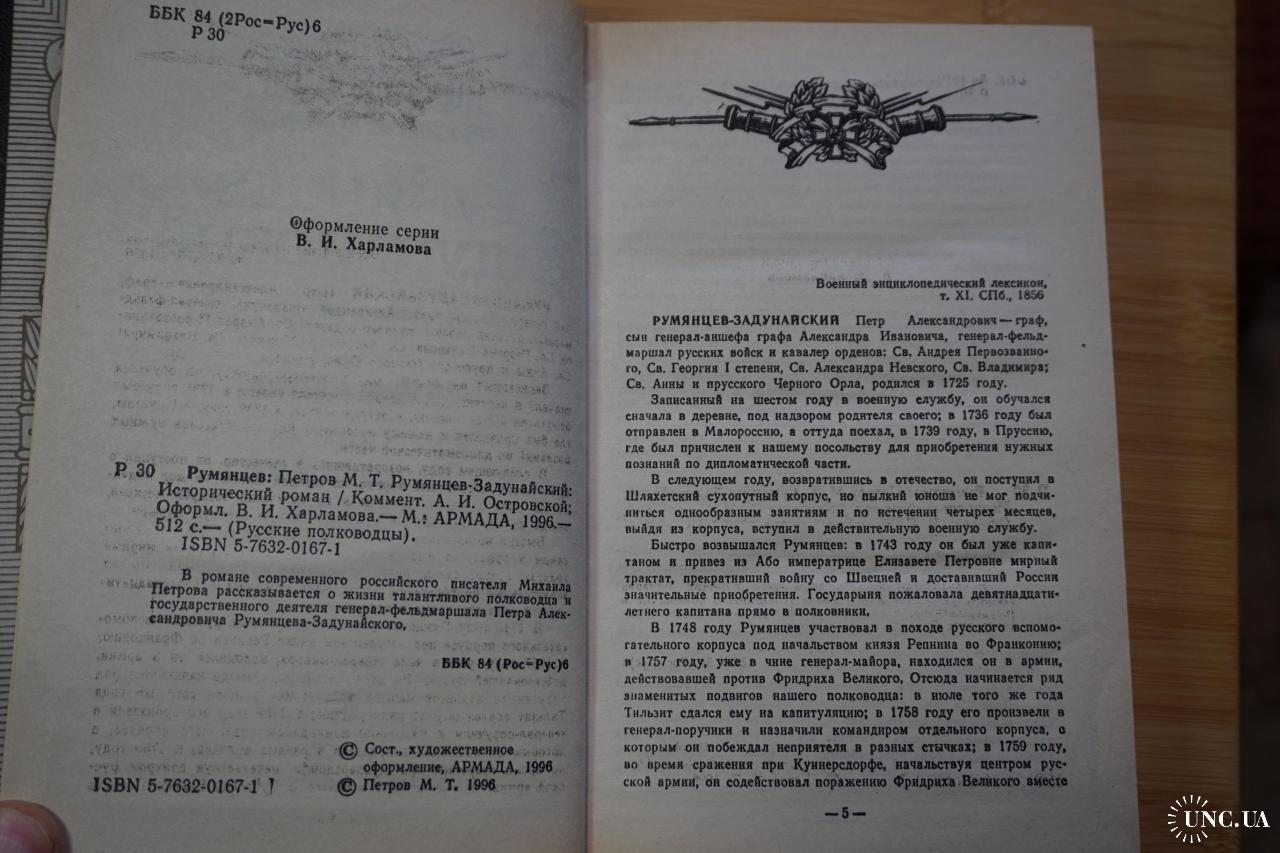 ББК 84 (2Рос=Рус)6
Р 30
Оформление серии
В. И. Харламова
Р 30 Румянцев: Петров М. Т. Румянцев-Задунайский:
Исторический роман / Коммент. А. И. Островской;
Оформл. В. И. Харламова.— М.: АРМАДА, 1996.—
512 с.— (Русские полководцы).
ISBN 5-7632-0167-1
В романе современного российского писателя Михаила
Петрова рассказывается о жизни талантливого полководца и
государственного деятеля генерал-фельдмаршала Петра Алек-
сандровича Румянцева-Задунайского.
ББК 84 (Рос=Рус)6
© Сост., художественное
оформление, АРМАДА, 1996
ISBN 5-7632-0167-1
© Петров М. Т. 1996
Военный энциклопедический лексикон,
т. XI. СПб., 1856
РУМЯНЦЕВ-ЗАДУНАЙСКИЙ Петр Александрович — граф,
сын генерал-аншефа графа Александра Ивановича, генерал-фельд-
маршал русских войск и кавалер орденов: Св. Андрея Первозванно-
го, Св. Георгия I степени, Св. Александра Невского, Св. Владимира;
Св. Анны и прусского Черного Орла, родился в 1725 году.
Записанный на шестом году в военную службу, он обучался
сначала в деревне, под надзором родителя своего; в 1736 году был
отправлен в Малороссию, а оттуда поехал, в 1739 году, в Пруссию,
где был причислен к нашему посольству для приобретения нужных
познаний по дипломатической части.
В следующем году, возвратившись в отечество, он поступил в
Шляхетский сухопутный корпус, но пылкий юноша не мог подчи-
ниться однообразным занятиям и по истечении четырех месяцев,
выйдя из корпуса, вступил в действительную военную службу.
Быстро возвышался Румянцев: в 1743 году он был уже капи-
таном и привез из Або императрице Елизавете Петровне мирный
трактат, прекративший войну со Швецией и доставивший России
значительные приобретения. Государыня пожаловала девятнадцати-
летнего капитана прямо в полковники.
В 1748 году Румянцев участвовал в походе русского вспомо-
гательного корпуса под начальством князя Репнина во Франконию;
в 1757 году, уже в чине генерал-майора, находился он в армии,
действовавшей против Фридриха Великого, Отсюда начинается ряд
знаменитых подвигов нашего полководца: в июле того же года
Тильзит сдался ему на капитуляцию; в 1758 году его произвели в
генерал-поручики и назначили командиром отдельного корпуса, с
которым он побеждал неприятеля в разных стычках; в 1759 году,
во время сражения при Куннерсдорфе, начальствуя центром рус-
ской армии, он содействовал поражению Фридриха Великого вместе
— 5 —
UNC.UA